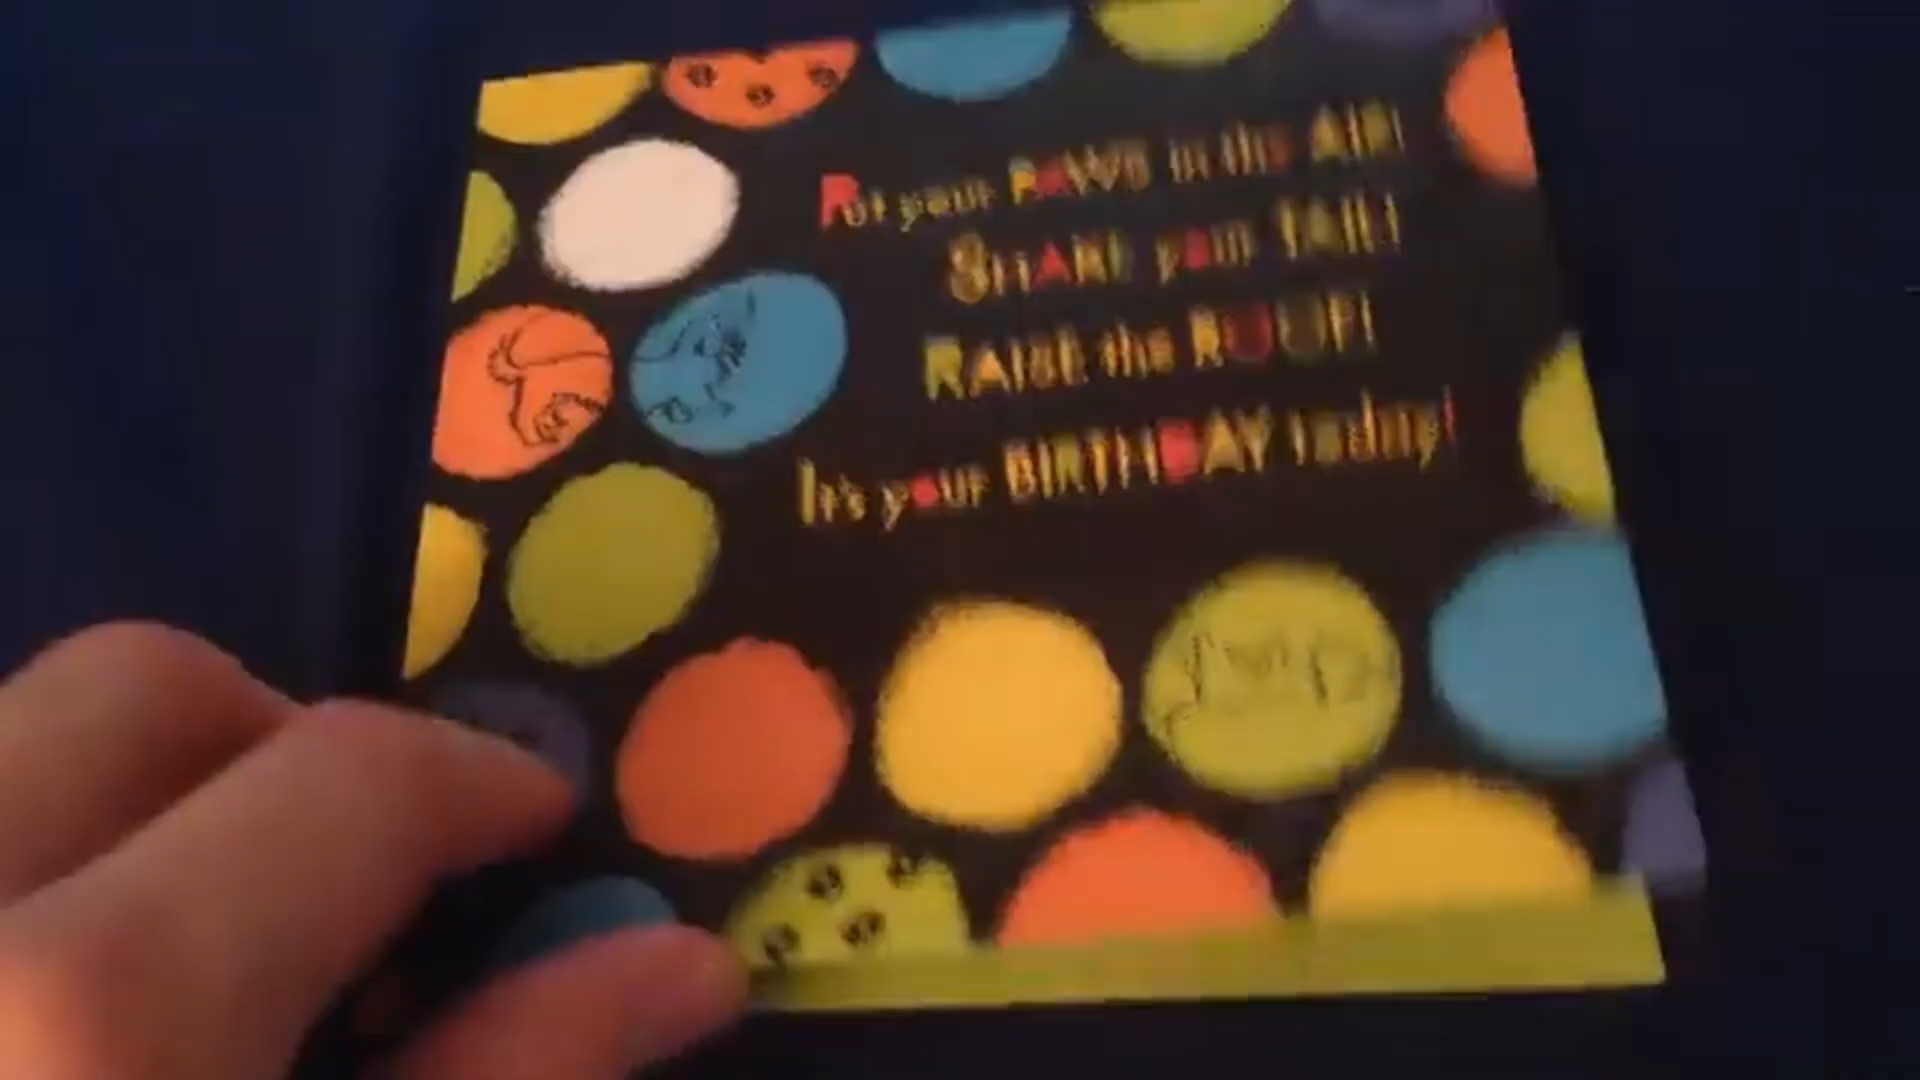 Put your PAWS in the AIR!
SHAKE your TAIL!
RAISE the ROOF!
It's your BIRTHDAY today!